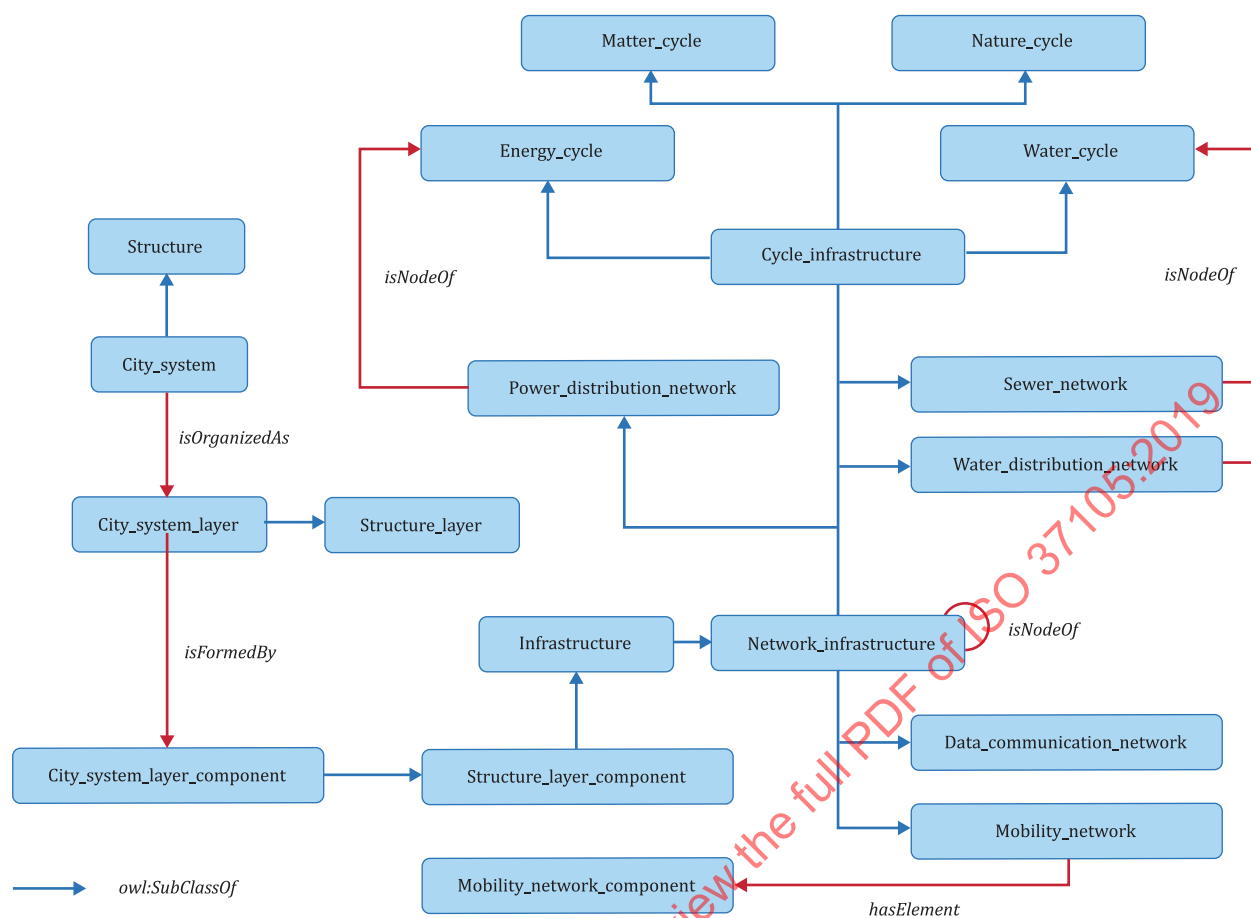 Matter_cycle
Nature_cycle
Energy_cycle
Water_cycle
Structure
Cycle_infrastructure
isNodeOf
isNodeOf
City_system
Power_distribution_network
Sewer_network
isOrganizedAs
Water_distribution_network
City_system_layer
Structure_layer
Infrastructure
Network_infrastructure
isNodeOf
isFormedBy
Data_communication_network
City_system_layer_component
Structure_layer_component
Mobility_network
owl:SubClassOf
Mobility_network_component
hasElement
view the full PDF of ISO 37105:2019